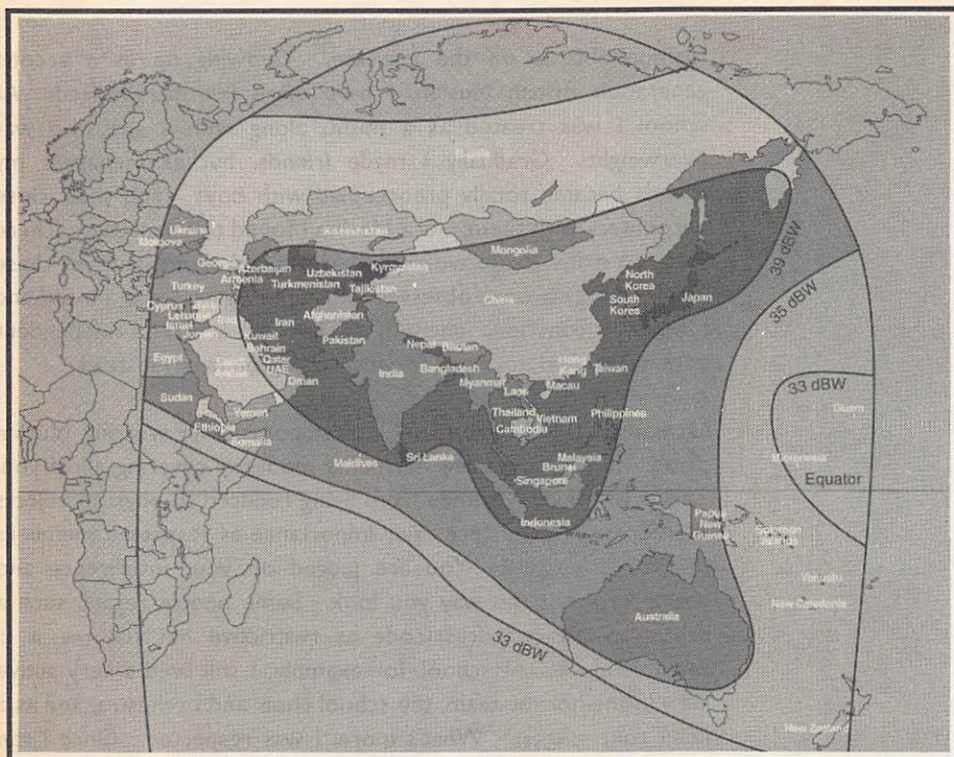 Russia
39 dBW
35 dBW
33 dBW
Ukraine
Moldova
Kazakhstan
Mongolia
Georgia
Armenia
Azerbaijan
Uzbekistan
Kyrgyzstan
Turkmenistan
Tajikistan
Turkey
China
North
Korea
South
Korea
Japan
Cyprus
Lebanon
Israel
Jordan
Iran
Afghanistan
Kuwait
Bahrain
Qatar
UAE
Pakistan
Nepal
Bhutan
Egypt
Saudi
Arabia
Oman
India
Bangladesh
Myanmar
Hong
Kong
Macau
Taiwan
Laos
Sudan
Yemen
Thailand
Vietnam
Cambodia
Philippines
Guam
Ethiopia
Somalia
Maldives
Sri Lanka
Malaysia
Brunei
Singapore
Micronesia
Equator
Indonesia
Papua
New
Guinea
Solomon
Islands
Vanuatu
New Caledonia
Australia
33 dBW
New Zealand